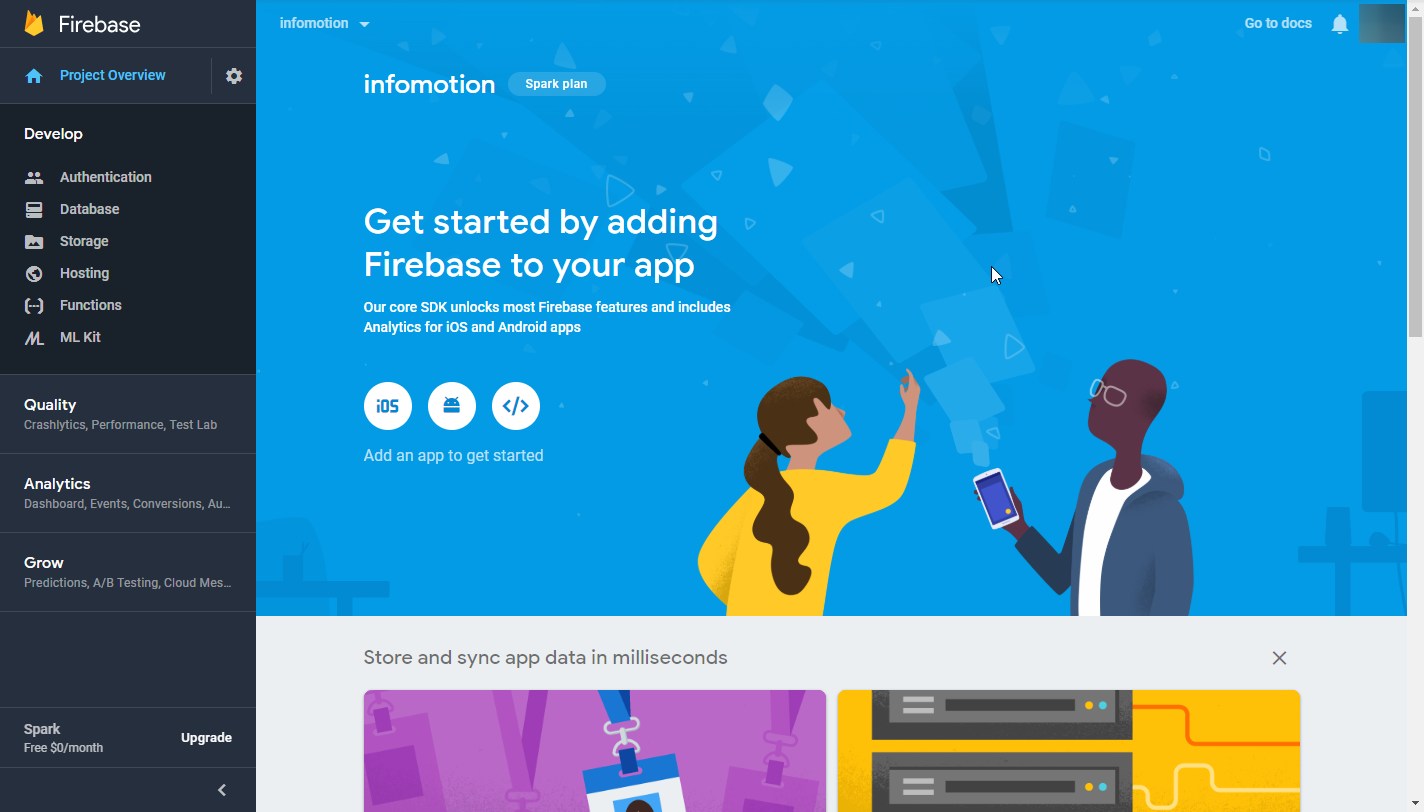 Firebase
Project Overview
Develop
Authentication
Database
Storage
Hosting
Functions
ML Kit
Quality
Crashlytics, Performance, Test Lab
Analytics
Dashboard, Events, Conversions, Au...
Grow
Predictions, A/B Testing, Cloud Mes...
Spark
Free $0/month
Upgrade
infomotion
Go to docs
infomotion
Spark plan
Get started by adding
Firebase to your app
Our core SDK unlocks most Firebase features and includes
Analytics for iOS and Android apps
iOS
</>
Add an app to get started
Store and sync app data in milliseconds